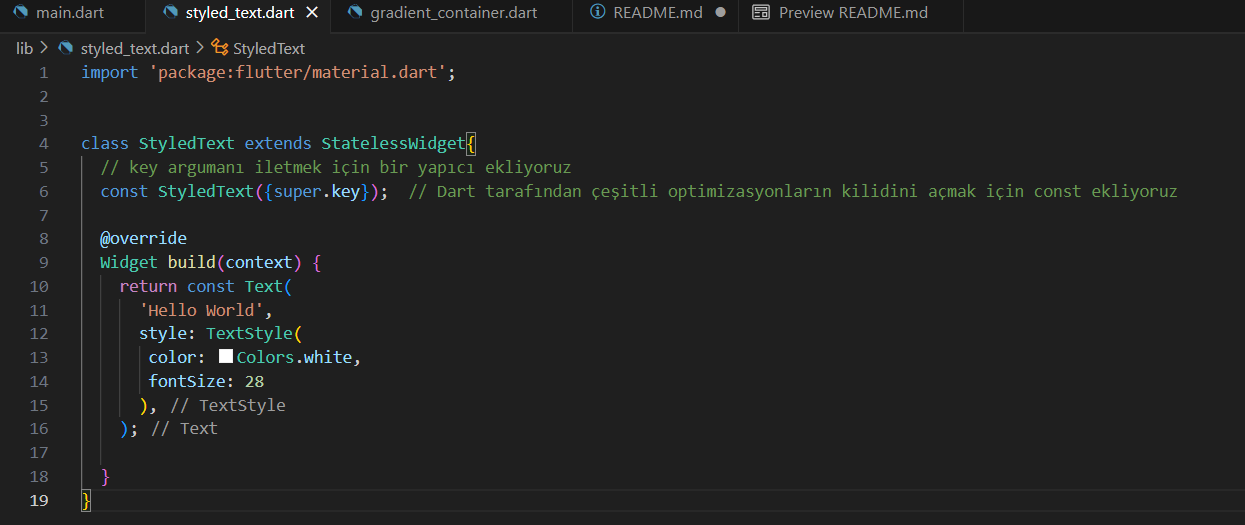 main.dart styled_text.dart gradient_container.dart README.md Preview README.md
lib > styled_text.dart > StyledText
1 import 'package:flutter/material.dart';
2
3
4 class StyledText extends StatelessWidget{
5 // key argumanı iletmek için bir yapıcı ekliyoruz
6 const StyledText({super.key}); // Dart tarafından çeşitli optimizasyonların kilidini açmak için const ekliyoruz
7
8 @override
9 Widget build(context) {
10 return const Text(
11 'Hello World',
12 style: TextStyle(
13 color: Colors.white,
14 fontSize: 28
15 ), // TextStyle
16 ); // Text
17
18 }
19 }